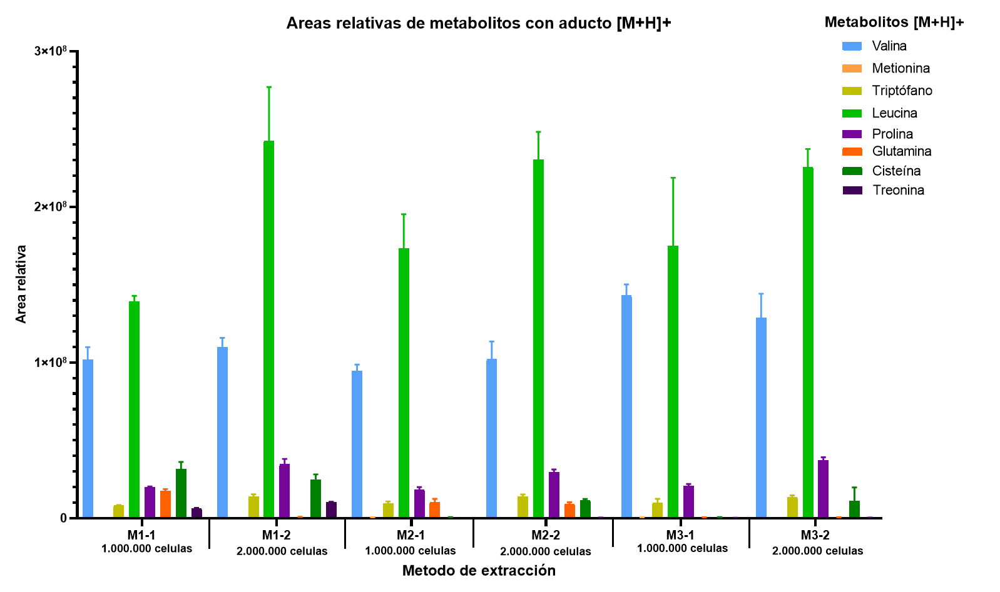 Areas relativas de metabolitos con aducto [M+H]+
Metabolitos [M+H]+
Valina
Metionina
Triptófano
Leucina
Prolina
Glutamina
Cisteína
Treonina
Area relativa
3×10⁸
2×10⁸
1×10⁸
0
M1-1
1.000.000 celulas
M1-2
2.000.000 celulas
M2-1
1.000.000 celulas
M2-2
2.000.000 celulas
M3-1
1.000.000 celulas
M3-2
2.000.000 celulas
Metodo de extracción